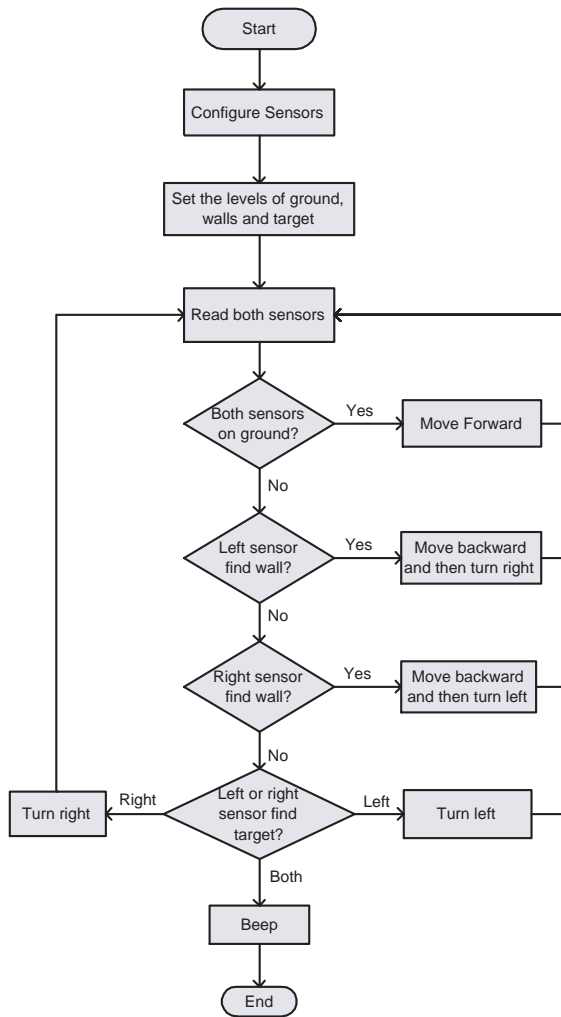 Start
Configure Sensors
Set the levels of ground,
walls and target
Read both sensors
Both sensors
on ground?
Yes
Move Forward
No
Left sensor
find wall?
Yes
Move backward
and then turn right
No
Right sensor
find wall?
Yes
Move backward
and then turn left
No
Turn right
Right
Left or right
sensor find
target?
Left
Turn left
Both
Beep
End